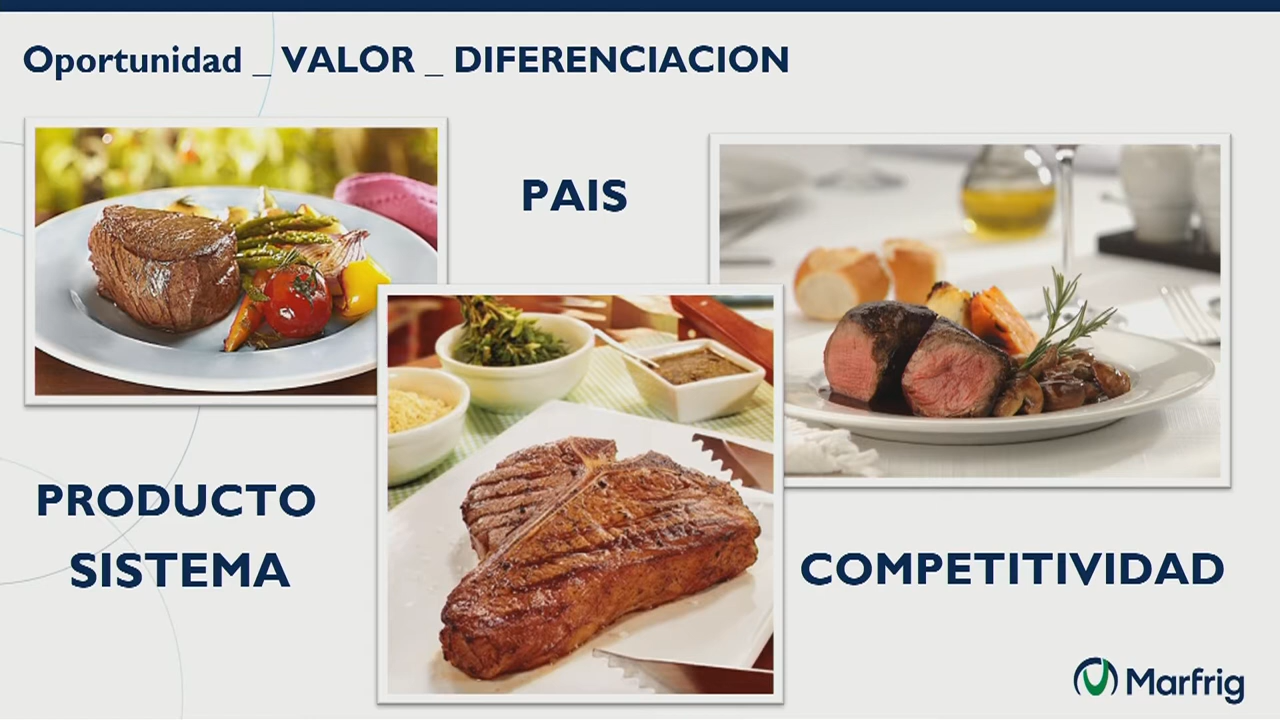 Oportunidad _ VALOR _ DIFERENCIACION
PAIS
PRODUCTO
SISTEMA
COMPETITIVIDAD
Marfrig